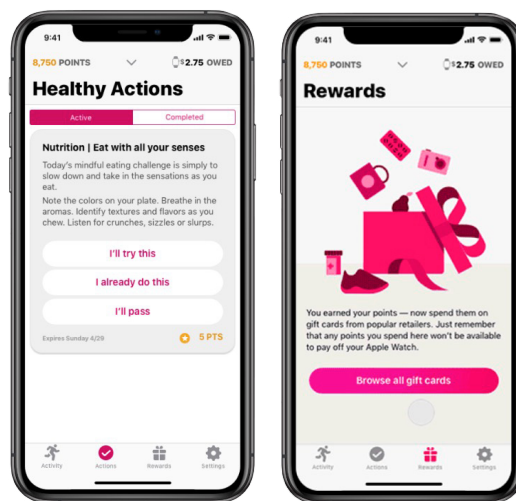 9:41
8,750 POINTS
$2.75 OWED
Healthy Actions
Active
Completed
Nutrition | Eat with all your senses
Today's mindful eating challenge is simply to
slow down and take in the sensations as you
eat.
Note the colors on your plate. Breathe in the
aromas. Identify textures and flavors as you
chew. Listen for crunches, sizzles or slurps.
I'll try this
I already do this
I'll pass
Expires Sunday 4/29
5 PTS
Activity
Actions
Rewards
Settings
9:41
8,750 POINTS
$2.75 OWED
Rewards
You earned your points — now spend them on
gift cards from popular retailers. Just remember
that any points you spend here won't be available
to pay off your Apple Watch.
Browse all gift cards
Activity
Actions
Rewards
Settings